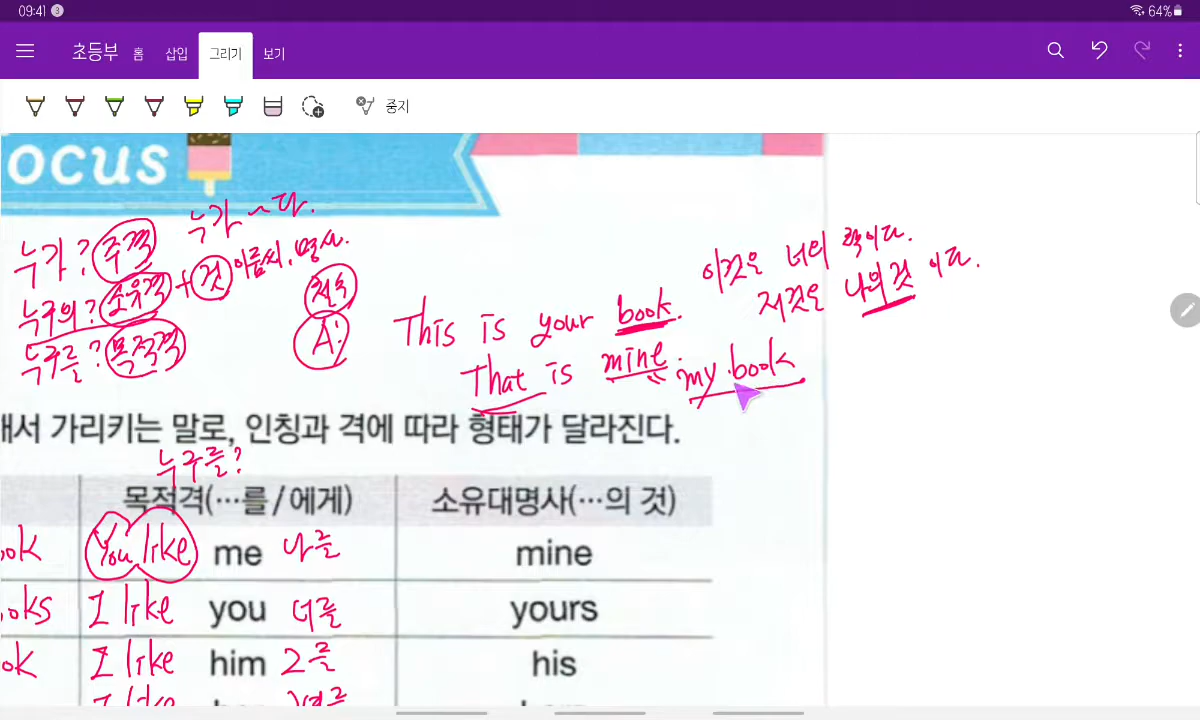 09:41 3 64%
초등부 홈 삽입 그리기 보기
중지
ocus
누가 ~ 다.
누가? 주격
누구의? 소유격 + 것 이름씨, 명사.
누구를? 목적격
A:
This is your book.
That is mine. my book
이것은 너의 책이다.
저것은 나의 것 이다.
해서 가리키는 말로, 인칭과 격에 따라 형태가 달라진다.
누구를?
목적격(…를/에게) 소유대명사(…의 것)
ook You like me 나를 mine
ooks I like you 너를 yours
ok I like him 그를 his
I like